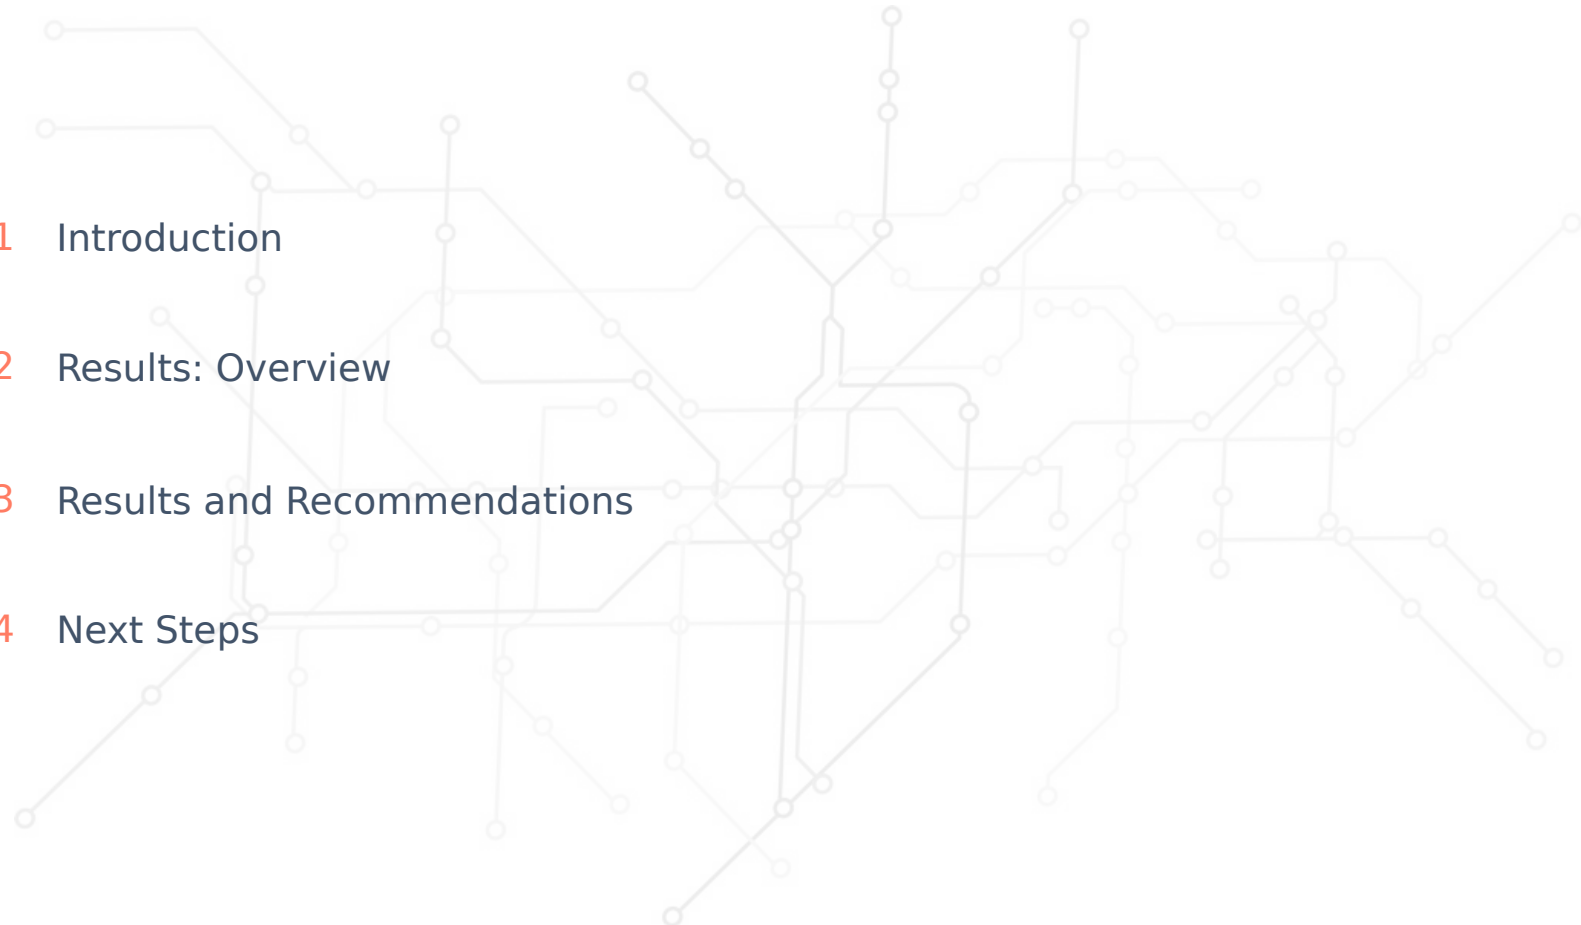 1 Introduction
2 Results: Overview
3 Results and Recommendations
4 Next Steps